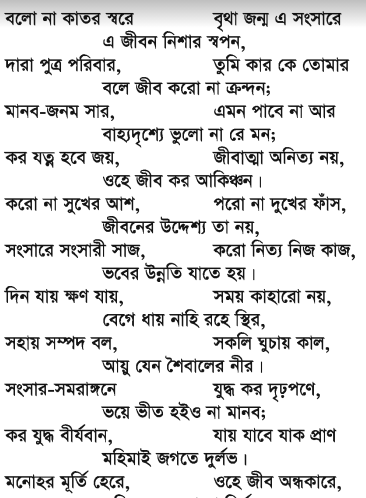 বলো না কাতর স্বরে বৃথা জন্ম এ সংসারে
এ জীবন নিশার স্বপন,
দারা পুত্র পরিবার, তুমি কার কে তোমার
বলে জীব করো না ক্রন্দন;
মানব-জনম সার, এমন পাবে না আর
বাহ্যদৃশ্যে ভুলো না রে মন;
কর যত্ন হবে জয়, জীবাত্মা অনিত্য নয়,
ওহে জীব কর আকিঞ্চন।
করো না সুখের আশ, পরো না দুখের ফাঁস,
জীবনের উদ্দেশ্য তা নয়,
সংসারে সংসারী সাজ, করো নিত্য নিজ কাজ,
ভবের উন্নতি যাতে হয়।
দিন যায় ক্ষণ যায়, সময় কাহারো নয়,
বেগে ধায় নাহি রহে স্থির,
সহায় সম্পদ বল, সকলি ঘুচায় কাল,
আয়ু যেন শৈবালের নীর।
সংসার-সমরাঙ্গনে যুদ্ধ কর দৃঢ়পণে,
ভয়ে ভীত হইও না মানব;
কর যুদ্ধ বীর্যবান, যায় যাবে যাক প্রাণ
মহিমাই জগতে দুর্লভ।
মনোহর মূর্তি হেরে, ওহে জীব অন্ধকারে,